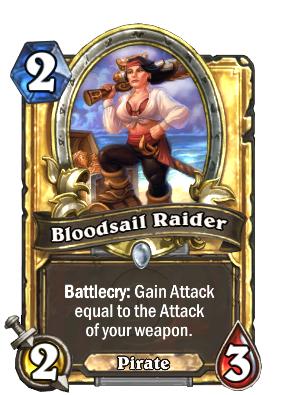 2
Bloodsail Raider
Battlecry: Gain Attack
equal to the Attack
of your weapon.
2
Pirate
3